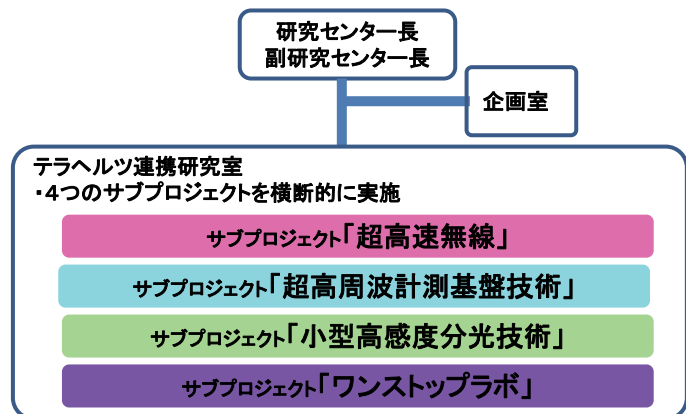 研究センター長
副研究センター長
企画室
テラヘルツ連携研究室
・4つのサブプロジェクトを横断的に実施
サブプロジェクト「超高速無線」
サブプロジェクト「超高周波計測基盤技術」
サブプロジェクト「小型高感度分光技術」
サブプロジェクト「ワンストップラボ」